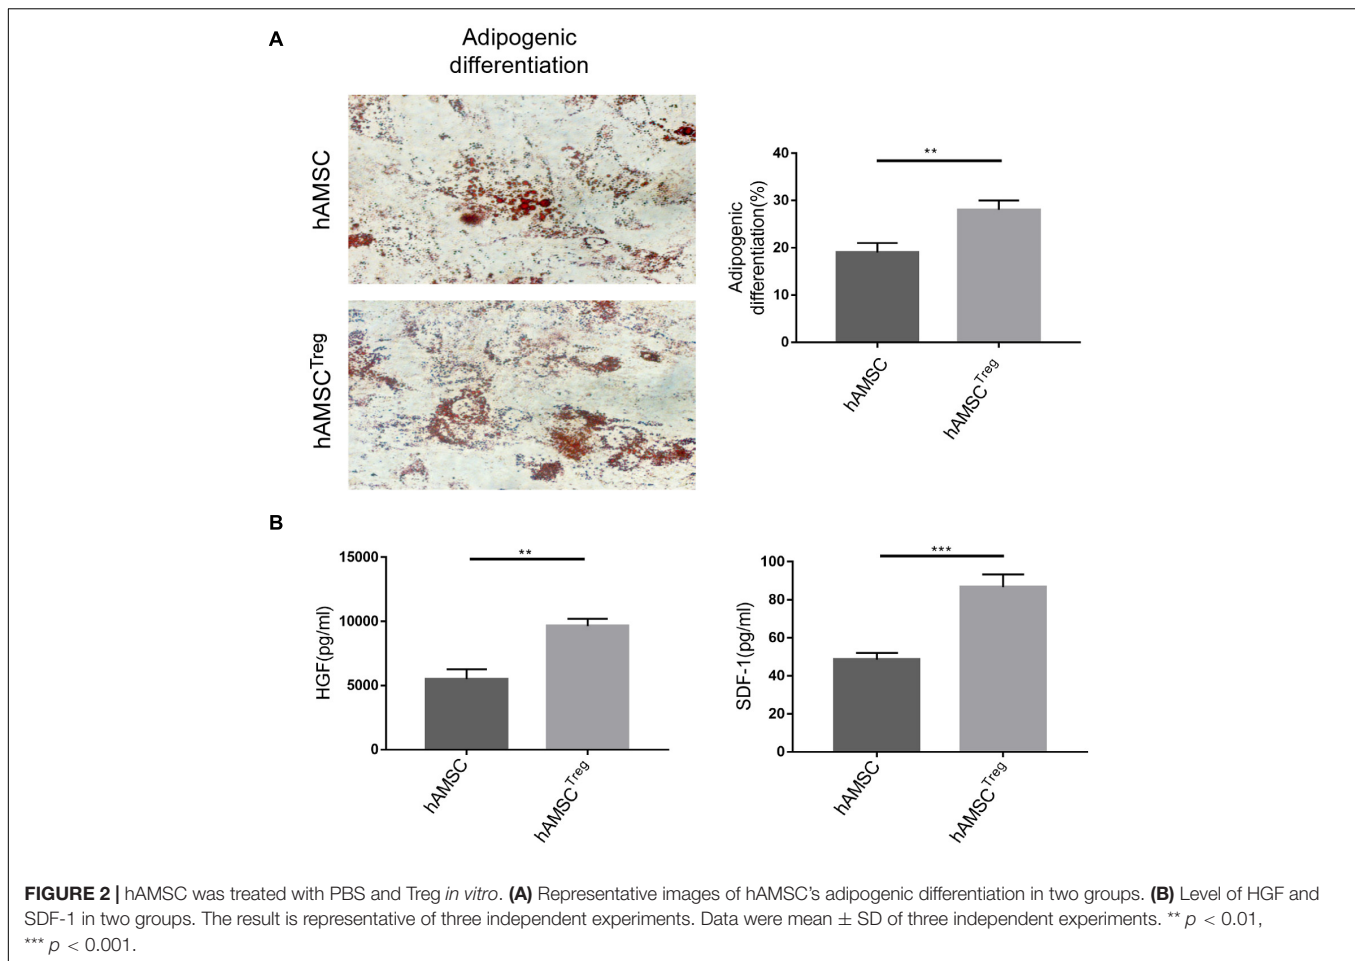 A
Adipogenic
differentiation
hAMSC
hAMSCTreg
Adipogenic
differentiation(%)
40
30
20
10
0
**
hAMSC
hAMSCTreg
B
HGF(pg/ml)
15000
10000
5000
0
**
hAMSC
hAMSCTreg
SDF-1(pg/ml)
100
80
60
40
20
0
***
hAMSC
hAMSCTreg
FIGURE 2 | hAMSC was treated with PBS and Treg in vitro. (A) Representative images of hAMSC's adipogenic differentiation in two groups. (B) Level of HGF and
SDF-1 in two groups. The result is representative of three independent experiments. Data were mean ± SD of three independent experiments. ** p < 0.01,
*** p < 0.001.